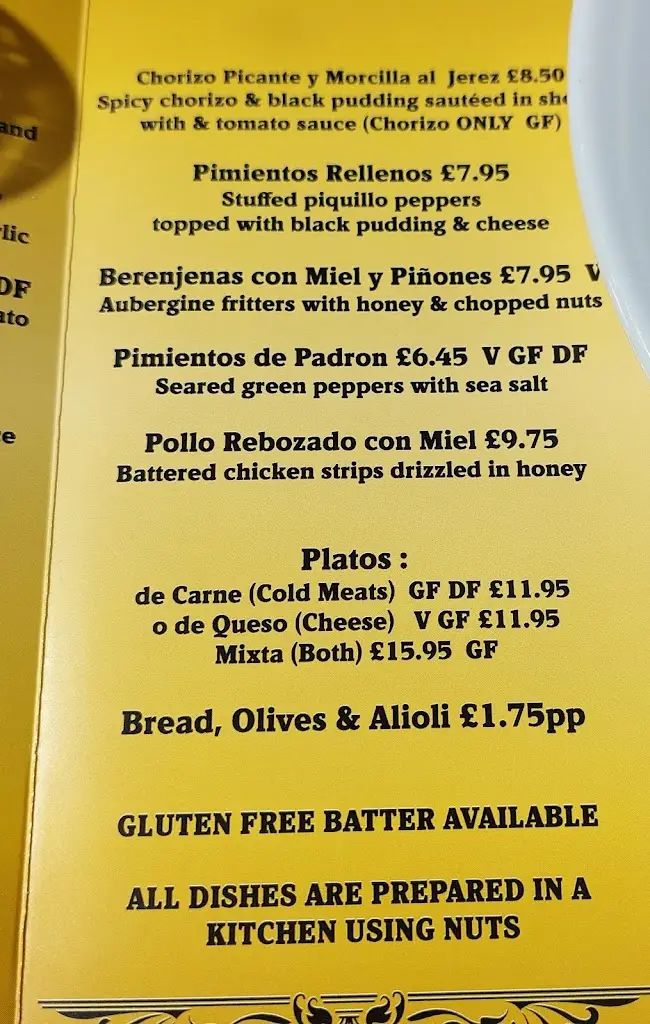 and
lic
DF
ato
e
Chorizo Picante y Morcilla al Jerez £8.50
Spicy chorizo & black pudding sautéed in
with & tomato sauce (Chorizo ONLY GF)
Pimientos Rellenos £7.95
Stuffed piquillo peppers
topped with black pudding & cheese
Berenjenas con Miel y Piñones £7.95 V
Aubergine fritters with honey & chopped nuts
Pimientos de Padron £6.45 V GF DF
Seared green peppers with sea salt
Pollo Rebozado con Miel £9.75
Battered chicken strips drizzled in honey
Platos :
de Carne (Cold Meats) GF DF £11.95
o de Queso (Cheese) V GF £11.95
Mixta (Both) £15.95 GF
Bread, Olives & Alioli £1.75pp
GLUTEN FREE BATTER AVAILABLE
ALL DISHES ARE PREPARED IN A
KITCHEN USING NUTS